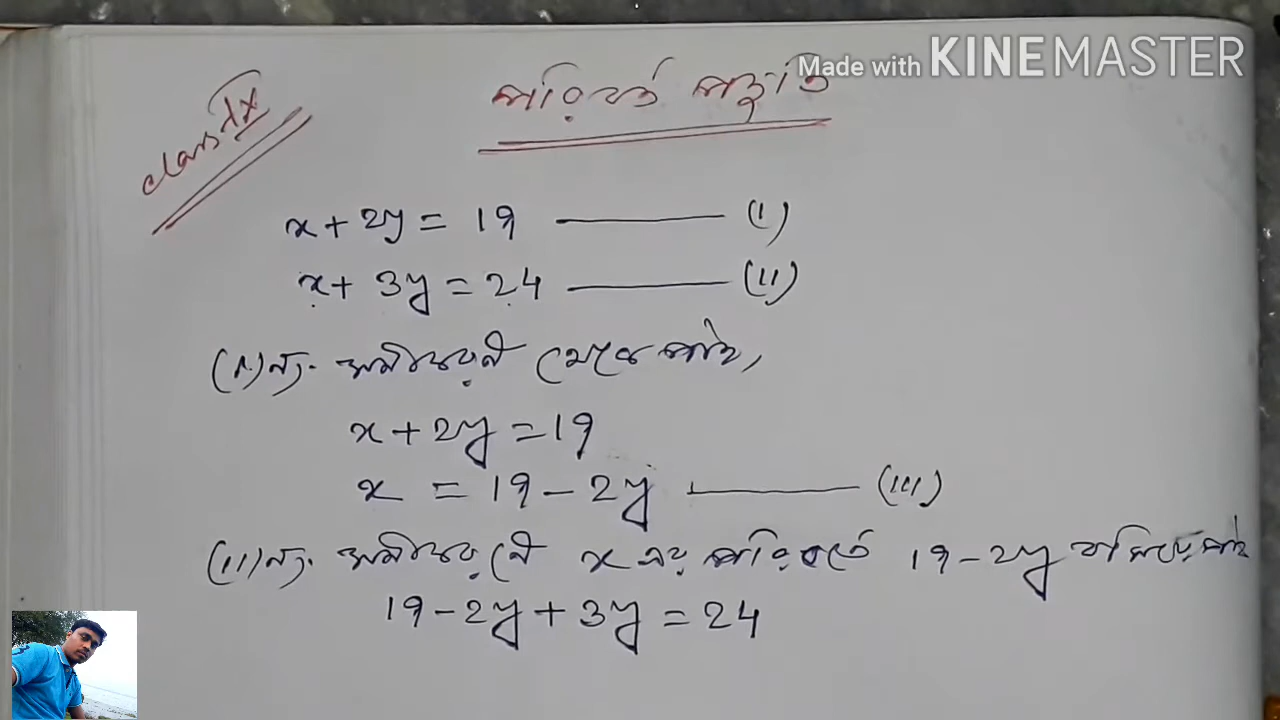 Made with KINEMASTER
class IX
পরিবর্ত পদ্ধতি
x + 2y = 19 ——— (I)
x + 3y = 24 ——— (II)
(I) নং সমীকরণ থেকে পাই,
x + 2y = 19
x = 19 - 2y ——— (III)
(II) নং সমীকরণে x এর পরিবর্তে 19 - 2y বসিয়ে পাই
19 - 2y + 3y = 24